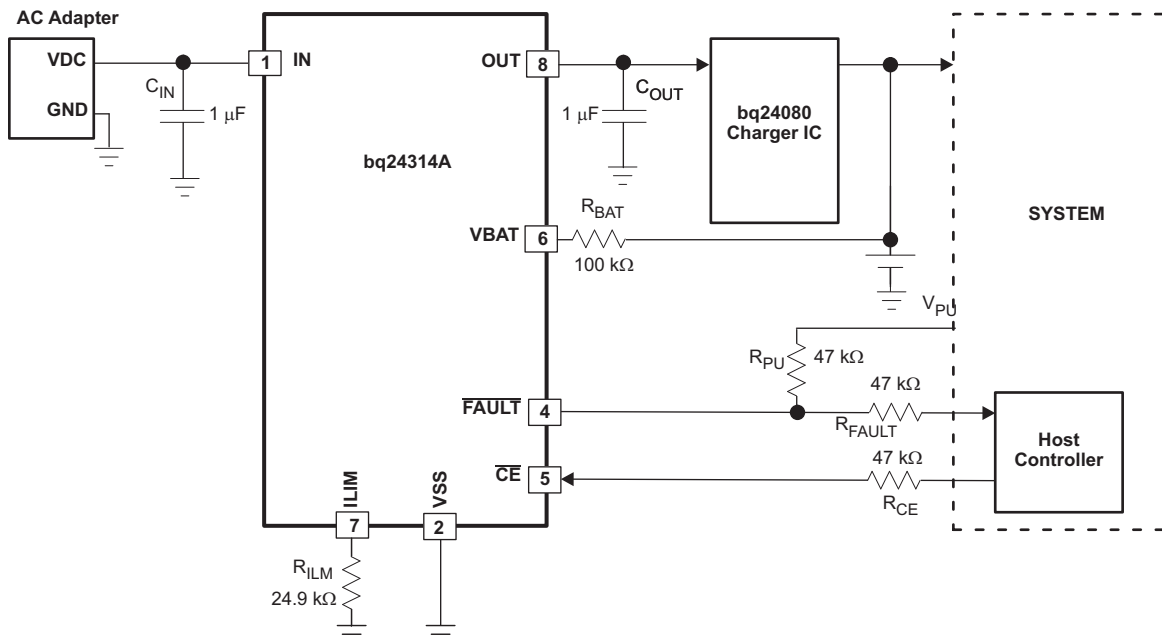 AC Adapter
VDC
GND
C_IN
1 μF
1
IN
bq24314A
OUT
8
C_OUT
1 μF
bq24080
Charger IC
VBAT
6
R_BAT
100 kΩ
SYSTEM
V_PU
R_PU
47 kΩ
FAULT
4
47 kΩ
R_FAULT
Host
Controller
CE
5
47 kΩ
R_CE
ILIM
7
VSS
2
R_ILM
24.9 kΩ